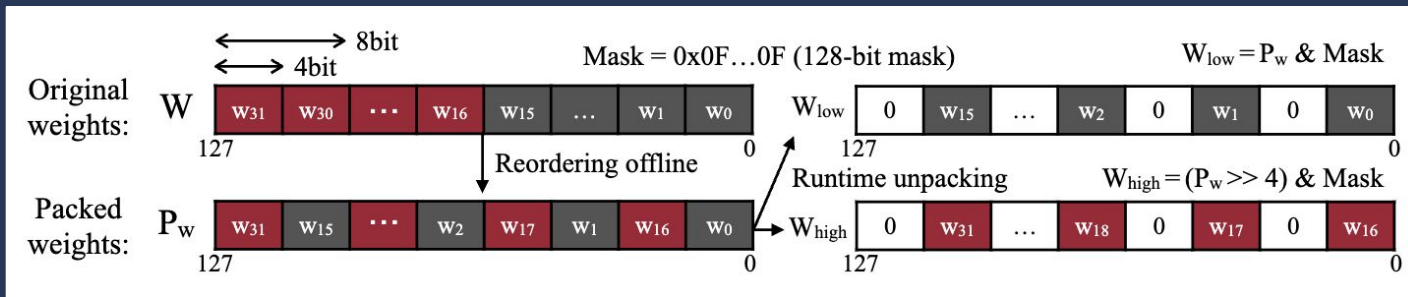 8bit
4bit
Mask = 0x0F…0F (128-bit mask)
W_low = P_w & Mask
Original weights:
W
w31 w30 ⋯ w16 w15 … w1 w0
127 0
W_low
0 w15 … w2 0 w1 0 w0
127 0
Reordering offline
Runtime unpacking
W_high = (P_w >> 4) & Mask
Packed weights:
P_w
w31 w15 ⋯ w2 w17 w1 w16 w0
127 0
W_high
0 w31 … w18 0 w17 0 w16
127 0